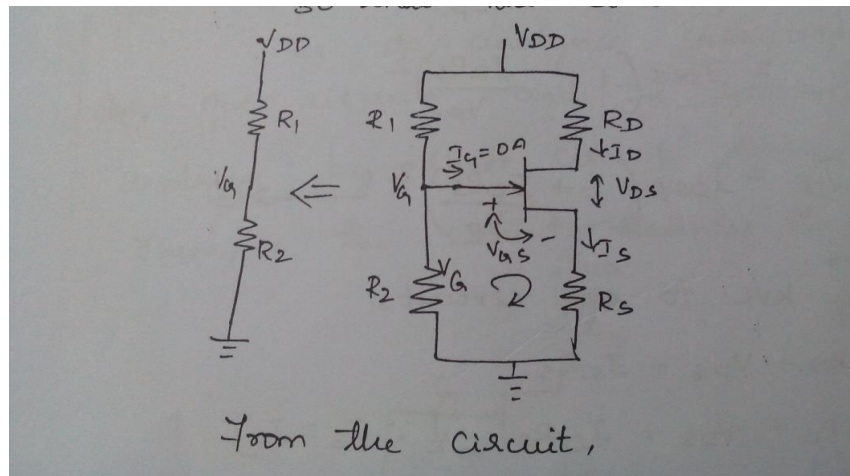 VDD
R1
VG
R2
VDD
R1
RD
IG=0A
ID
VG
VDS
+
-
VGS
IS
R2
VG
RS
From the circuit,